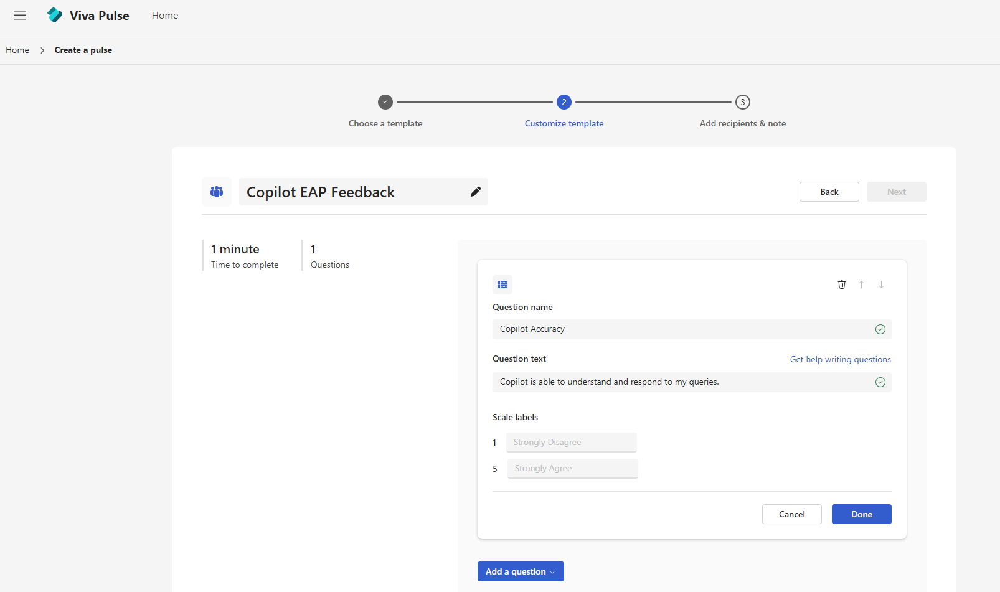 Viva Pulse Home
Home > Create a pulse
2 3
Choose a template Customize template Add recipients & note
Copilot EAP Feedback Back Next
1 minute 1
Time to complete Questions
Question name
Copilot Accuracy
Question text Get help writing questions
Copilot is able to understand and respond to my queries.
Scale labels
1 Strongly Disagree
5 Strongly Agree
Cancel Done
Add a question